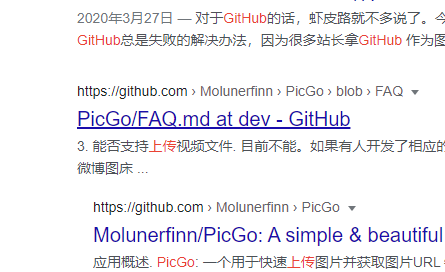 2020年3月27日 — 对于GitHub的话，虾皮路就不多说了。今
GitHub总是失败的解决办法，因为很多站长拿GitHub 作为图
https://github.com › Molunerfinn › PicGo › blob › FAQ
PicGo/FAQ.md at dev - GitHub
3. 能否支持上传视频文件. 目前不能。如果有人开发了相应的
微博图床 ...
https://github.com › Molunerfinn › PicGo
Molunerfinn/PicGo: A simple & beautiful
应用概述. PicGo: 一个用于快速上传图片并获取图片URL